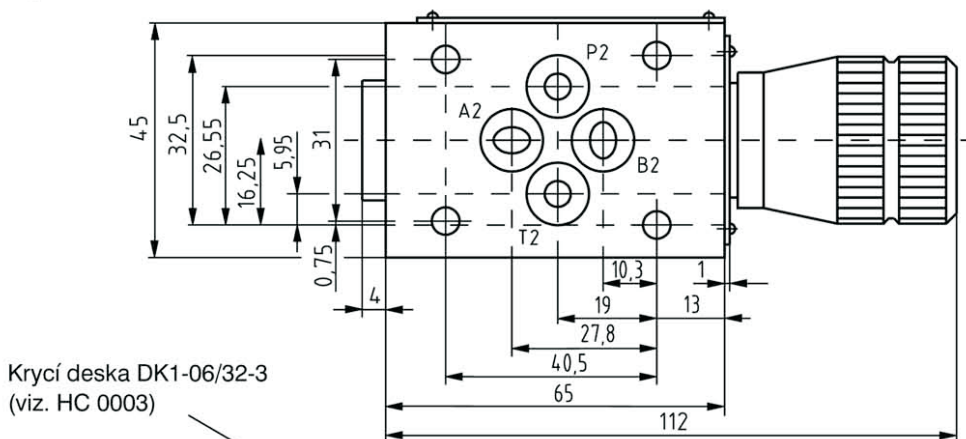 P2
A2
B2
T2
45
32,5
26,55
16,25
5,95
31
0,75
4
10,3
1
19
13
27,8
40,5
65
112
Krycí deska DK1-06/32-3
(viz. HC 0003)